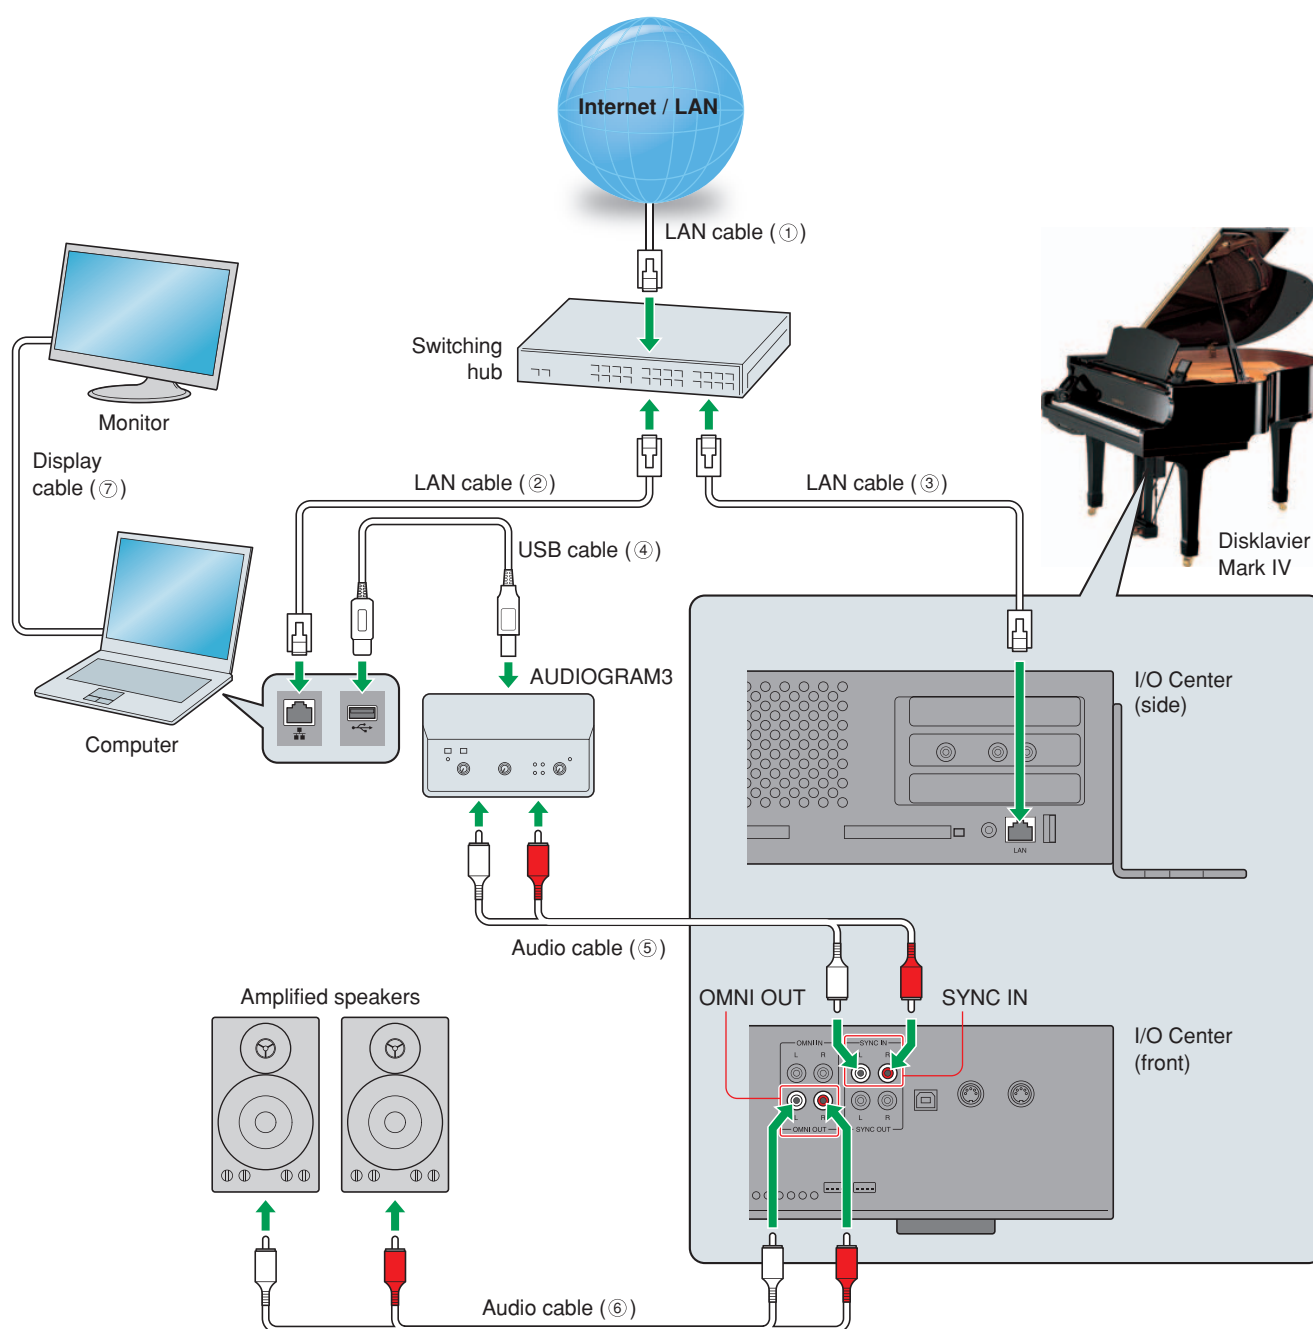 Internet / LAN
LAN cable (①)
Switching
hub
Monitor
Display
cable (⑦)
LAN cable (②)
LAN cable (③)
USB cable (④)
Disklavier
Mark IV
AUDIOGRAM3
I/O Center
(side)
Computer
LAN
Audio cable (⑤)
Amplified speakers
OMNI OUT
SYNC IN
I/O Center
(front)
OMNI IN
SYNC IN
L
R
L
R
L
R
L
R
OMNI OUT
SYNC OUT
Audio cable (⑥)